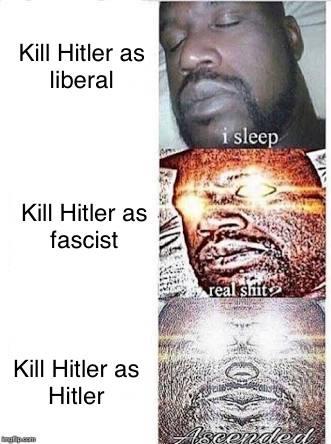 Kill Hitler as
liberal
i sleep
Kill Hitler as
fascist
real shit?
Kill Hitler as
Hitler
Ascended
imgflip.com